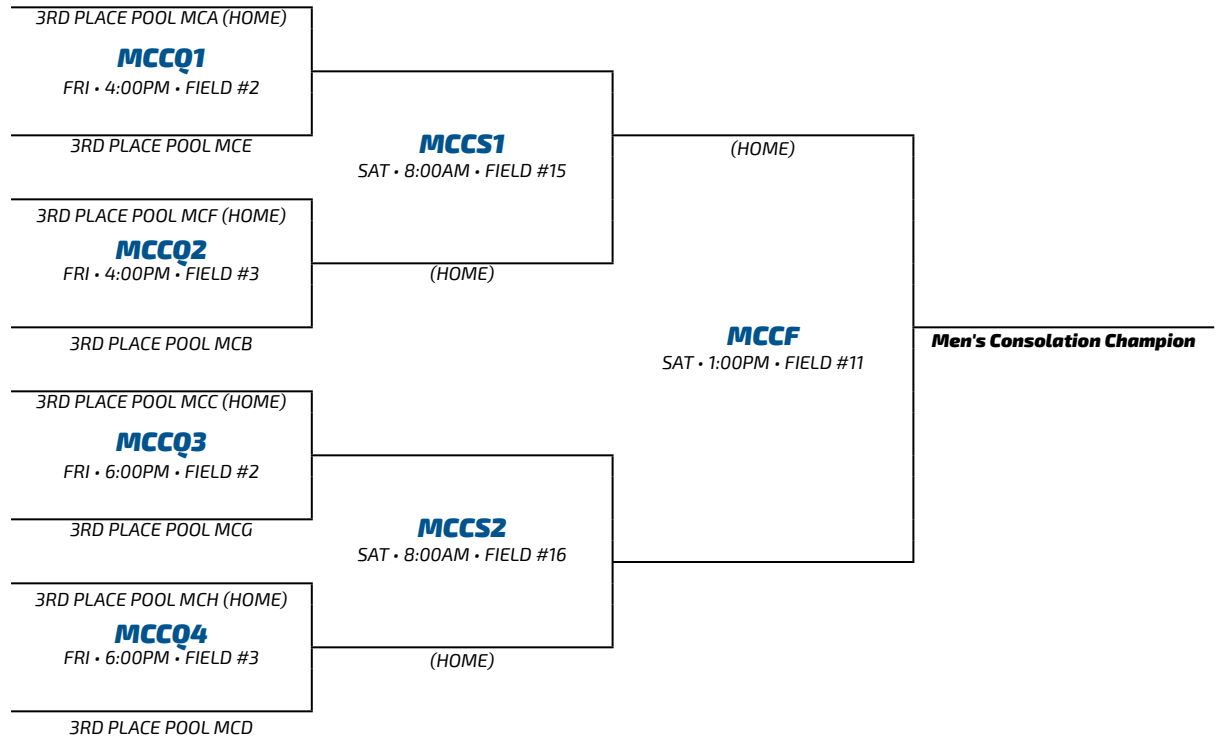 3RD PLACE POOL MCA (HOME)
MCCQ1
FRI • 4:00PM • FIELD #2
3RD PLACE POOL MCE
MCCS1
SAT • 8:00AM • FIELD #15
(HOME)
3RD PLACE POOL MCF (HOME)
MCCQ2
FRI • 4:00PM • FIELD #3
(HOME)
3RD PLACE POOL MCB
MCCF
SAT • 1:00PM • FIELD #11
Men's Consolation Champion
3RD PLACE POOL MCC (HOME)
MCCQ3
FRI • 6:00PM • FIELD #2
3RD PLACE POOL MCG
MCCS2
SAT • 8:00AM • FIELD #16
3RD PLACE POOL MCH (HOME)
MCCQ4
FRI • 6:00PM • FIELD #3
(HOME)
3RD PLACE POOL MCD